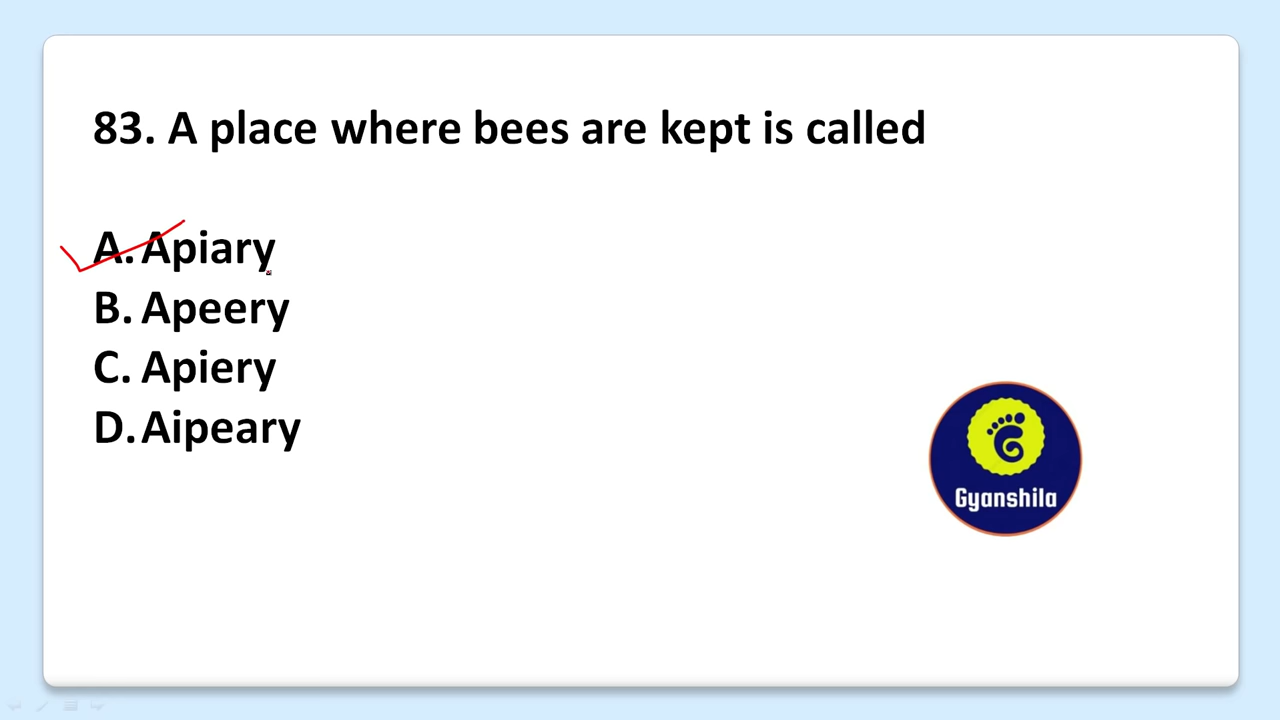 83. A place where bees are kept is called
A. Apiary
B. Apeery
C. Apiery
D. Aipeary
Gyanshila